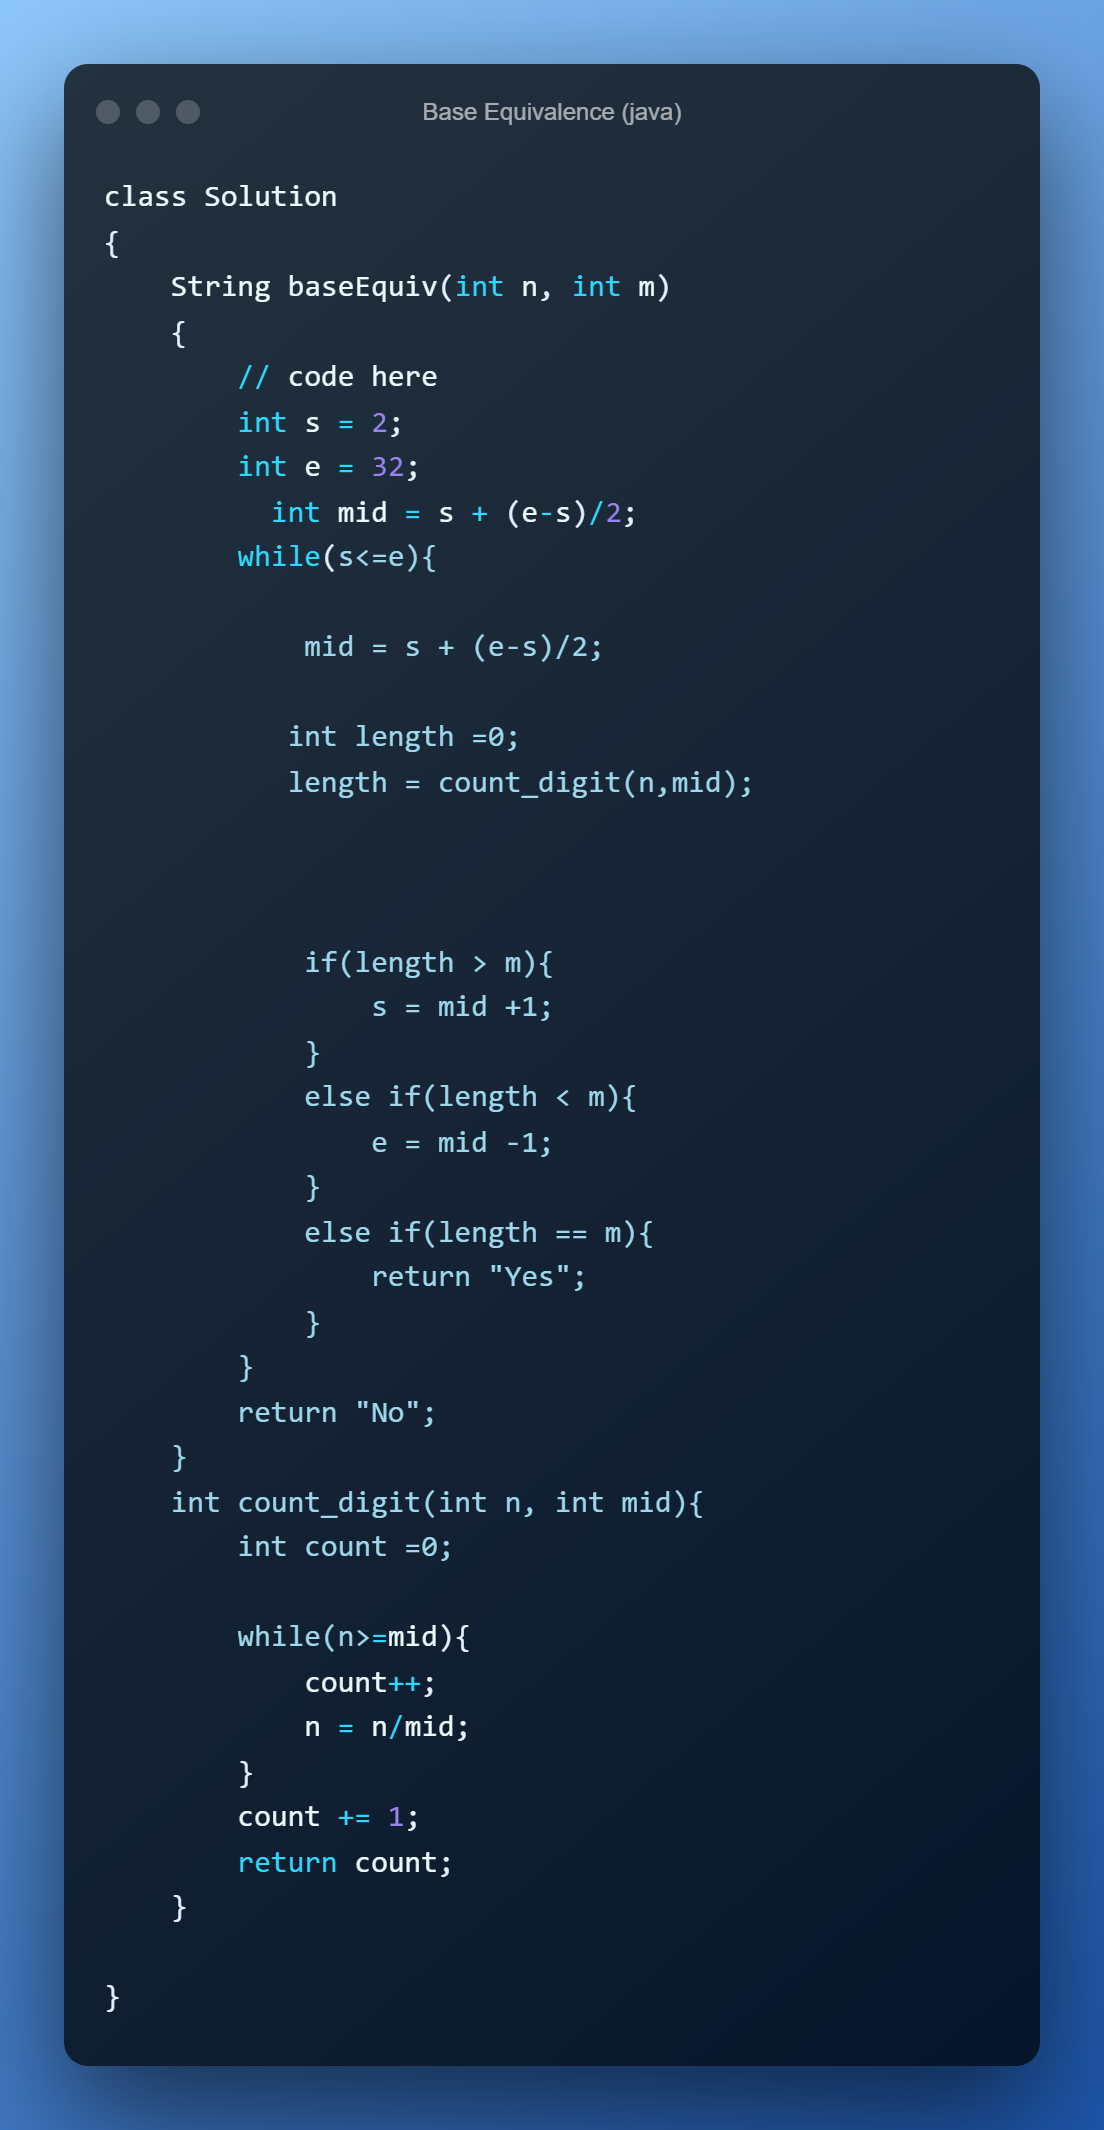 Base Equivalence (java)
class Solution
{
    String baseEquiv(int n, int m)
    {
        // code here
        int s = 2;
        int e = 32;
          int mid = s + (e-s)/2;
        while(s<=e){
            mid = s + (e-s)/2;
           int length =0;
           length = count_digit(n,mid);
            if(length > m){
                s = mid +1;
            }
            else if(length < m){
                e = mid -1;
            }
            else if(length == m){
                return "Yes";
            }
        }
        return "No";
    }
    int count_digit(int n, int mid){
        int count =0;
        while(n>=mid){
            count++;
            n = n/mid;
        }
        count += 1;
        return count;
    }
}